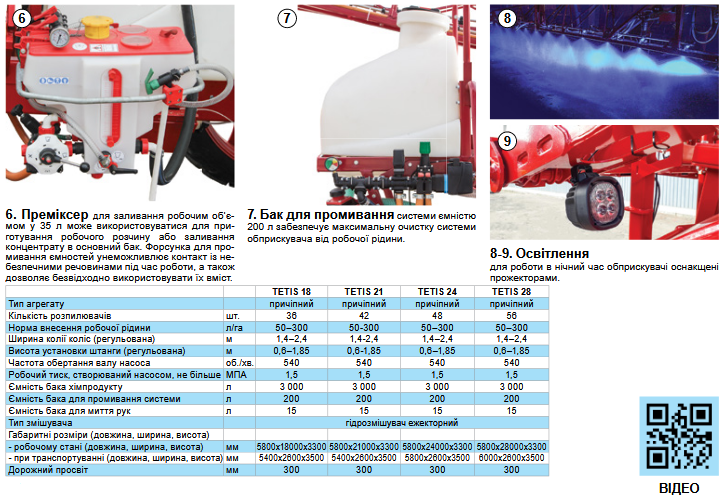 6
7
8
9
6. Преміксер для заливання робочим об'є-
мом у 35 л може використовуватися для при-
готування робочого розчину або заливання
концентрату в основний бак. Форсунка для про-
мивання ємностей унеможливлює контакт із не-
безпечними речовинами під час роботи, а також
дозволяє безвідходно використовувати їх вміст.
7. Бак для промивання системи ємністю
200 л забезпечує максимальну очистку системи
обприскувача від робочої рідини.
8-9. Освітлення
для роботи в нічний час обприскувачі оснащені
прожекторами.
TETIS 18 TETIS 21 TETIS 24 TETIS 28
Тип агрегату причіпний причіпний причіпний причіпний
Кількість розпилювачів шт. 36 42 48 56
Норма внесення робочої рідини л/га 50–300 50-300 50–300 50-300
Ширина колії коліс (регульована) м 1,4–2,4 1,4–2,4 1,4–2,4 1,4–2,4
Висота установки штанги (регульована) м 0,6–1,85 0,6-1,85 0,6–1,85 0,6-1,85
Частота обертання валу насоса об./хв. 540 540 540 540
Робочий тиск, створюваний насосом, не більше МПА 1,5 1,5 1,5 1,5
Ємність бака хімпродукту л 3 000 3 000 3 000 3 000
Ємність бака для промивання системи л 200 200 200 200
Ємність бака для миття рук л 15 15 15 15
Тип змішувача гідрозмішувач ежекторний
Габаритні розміри (довжина, ширина, висота)
- робочому стані (довжина, ширина, висота) мм 5800х18000х3300 5800х21000х3300 5800х24000х3300 5800х28000х3300
- при транспортуванні (довжина, ширина, висота) мм 5400х2600х3500 5400х2600х3500 5800х2600х3500 6000х2600х3500
Дорожний просвіт мм 300 300 300 300
ВІДЕО